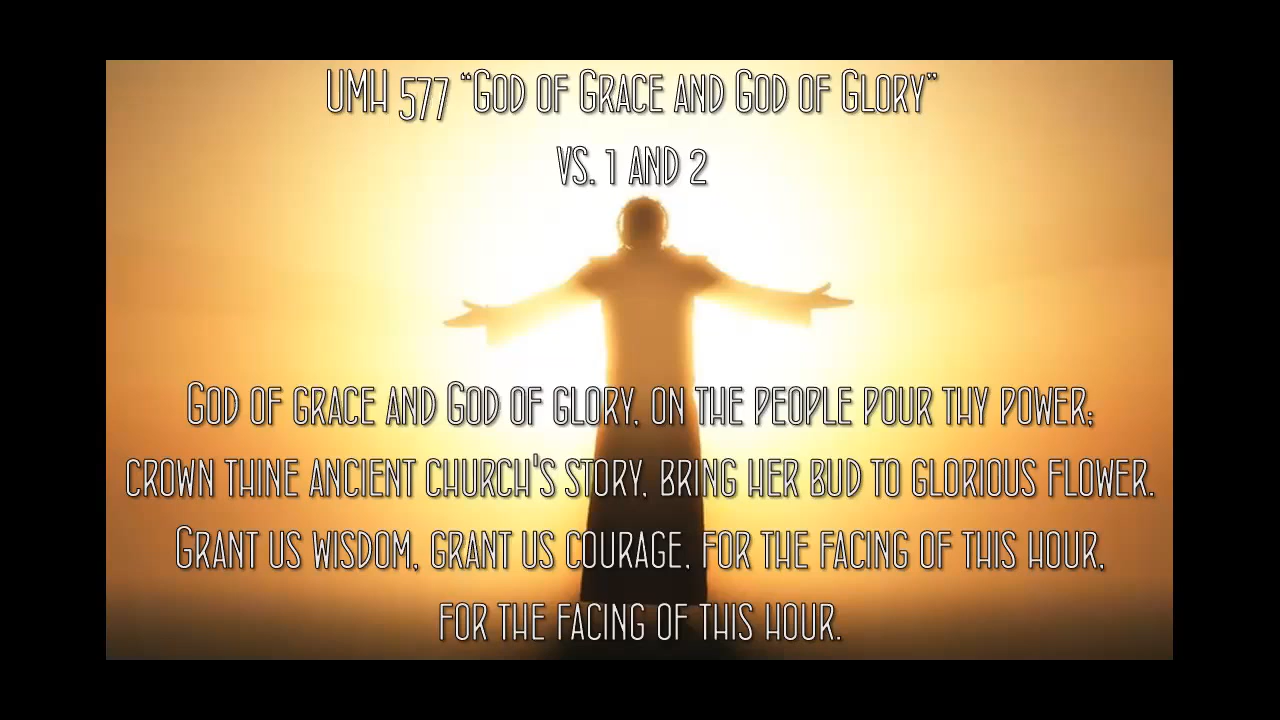 UMH 577 “God of Grace and God of Glory”
vs. 1 and 2
God of grace and God of glory, on the people pour thy power;
crown thine ancient church's story, bring her bud to glorious flower.
Grant us wisdom, grant us courage, for the facing of this hour,
for the facing of this hour.